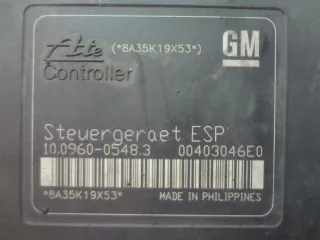 Ate (*8A35K19X53*) GM
Controller
Steuergeraet ESP
10.0960-0548.3 00403046E0
*8A35K19X53* MADE IN PHILIPPINES